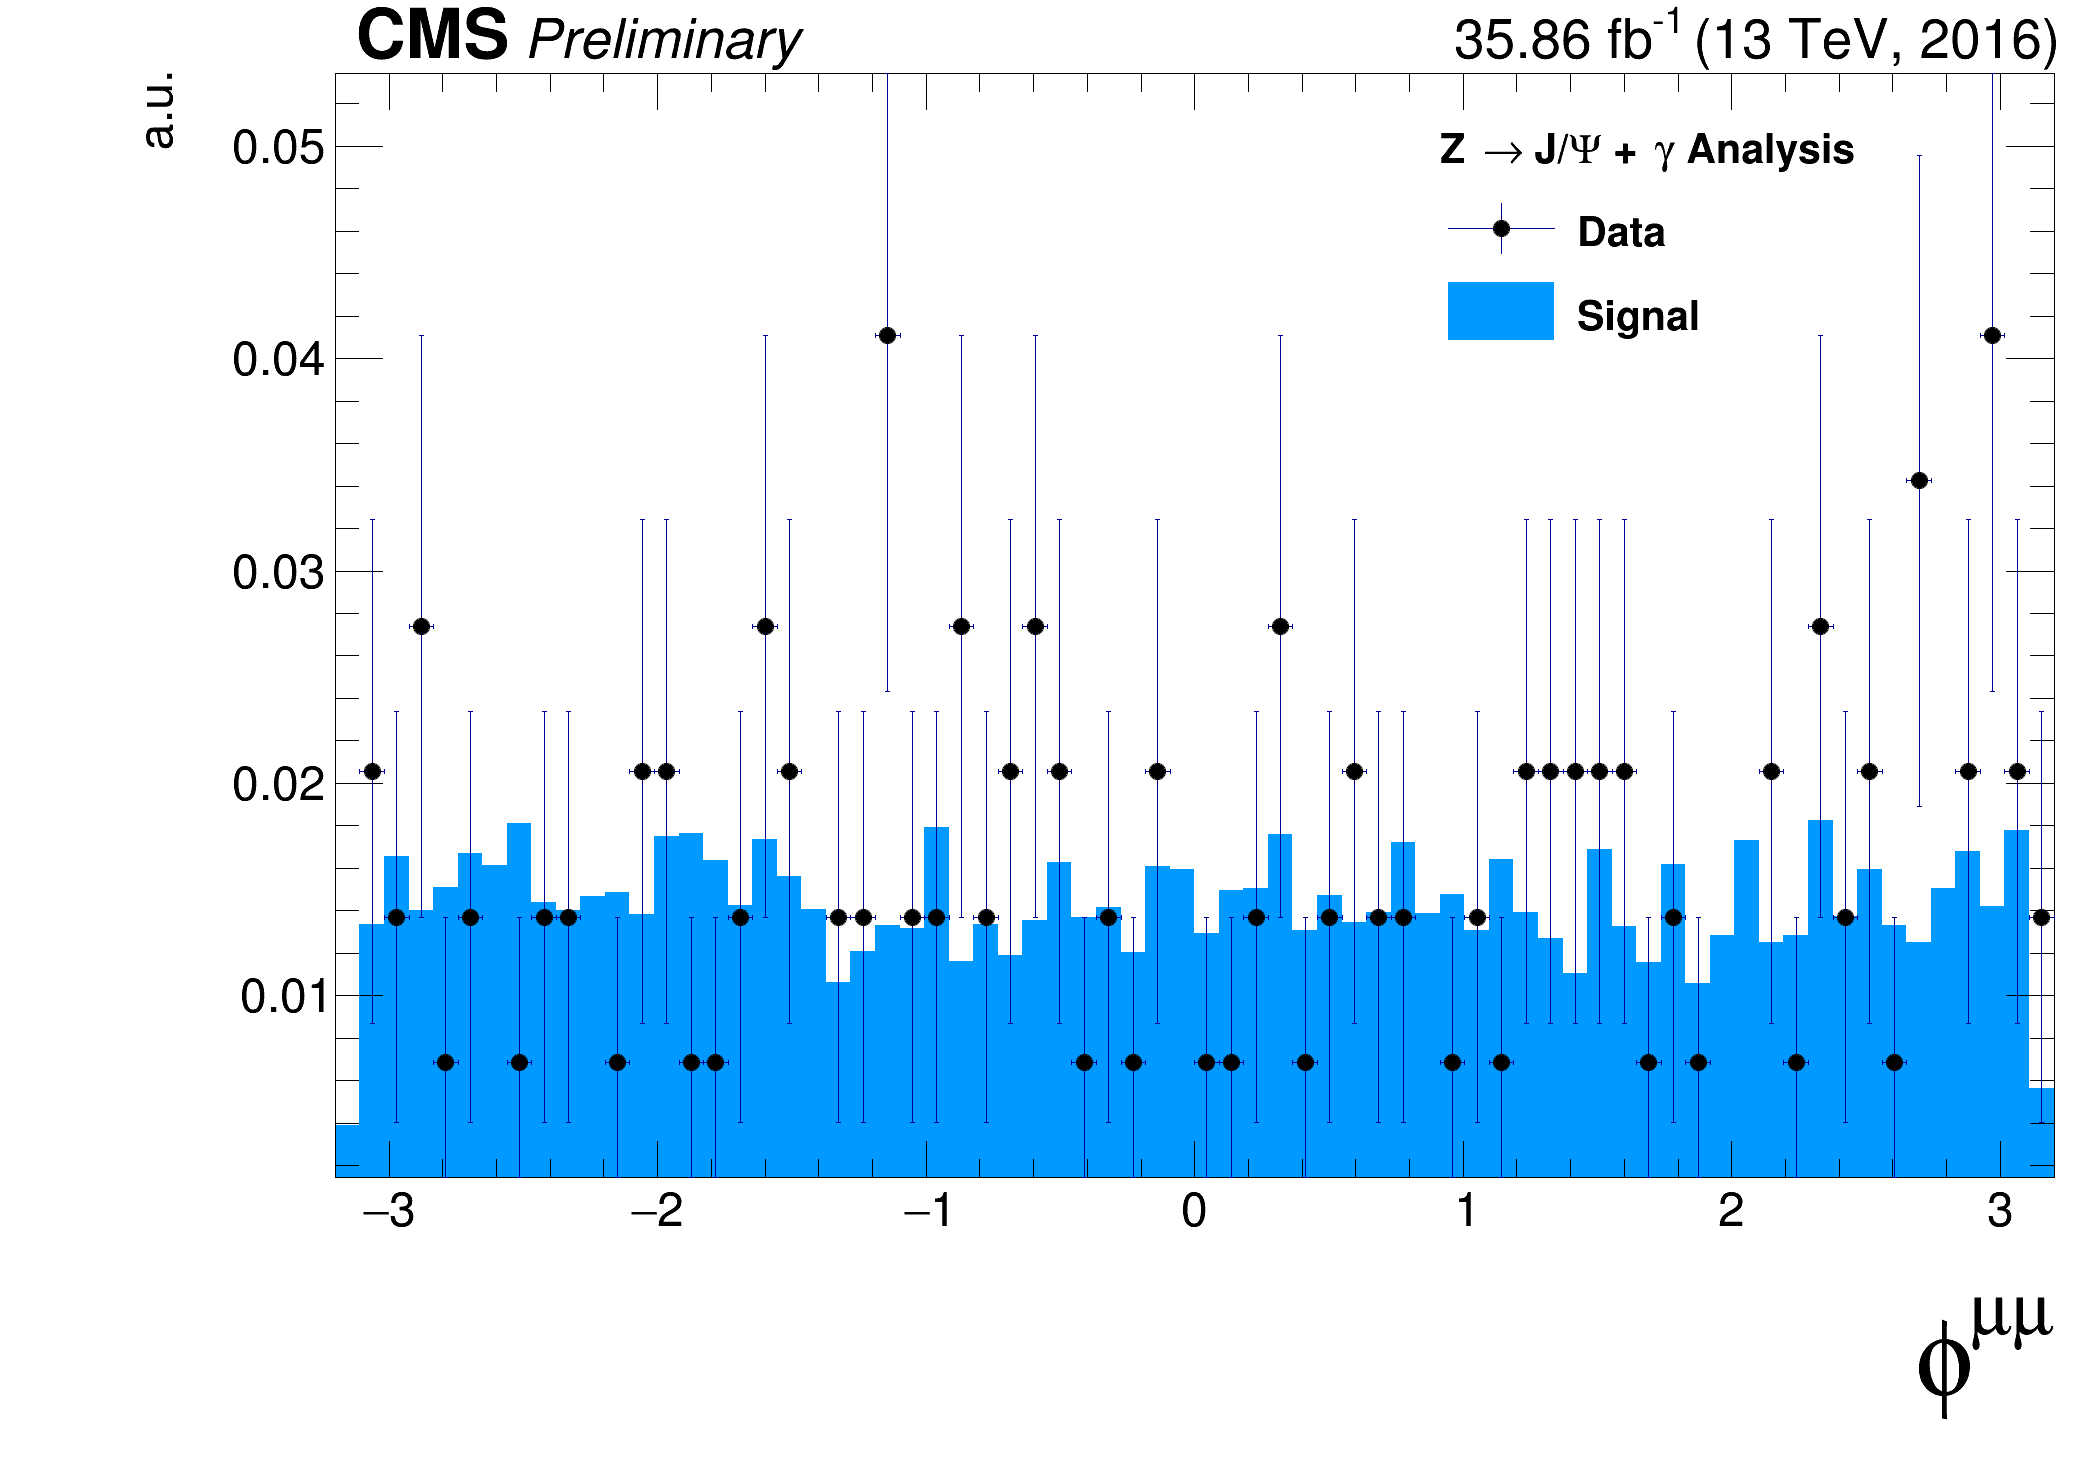 CMS Preliminary
35.86 fb-1 (13 TeV, 2016)
a.u.
Z → J/Ψ + γ Analysis
Data
Signal
0.05
0.04
0.03
0.02
0.01
−3 −2 −1 0 1 2 3
ϕμμ